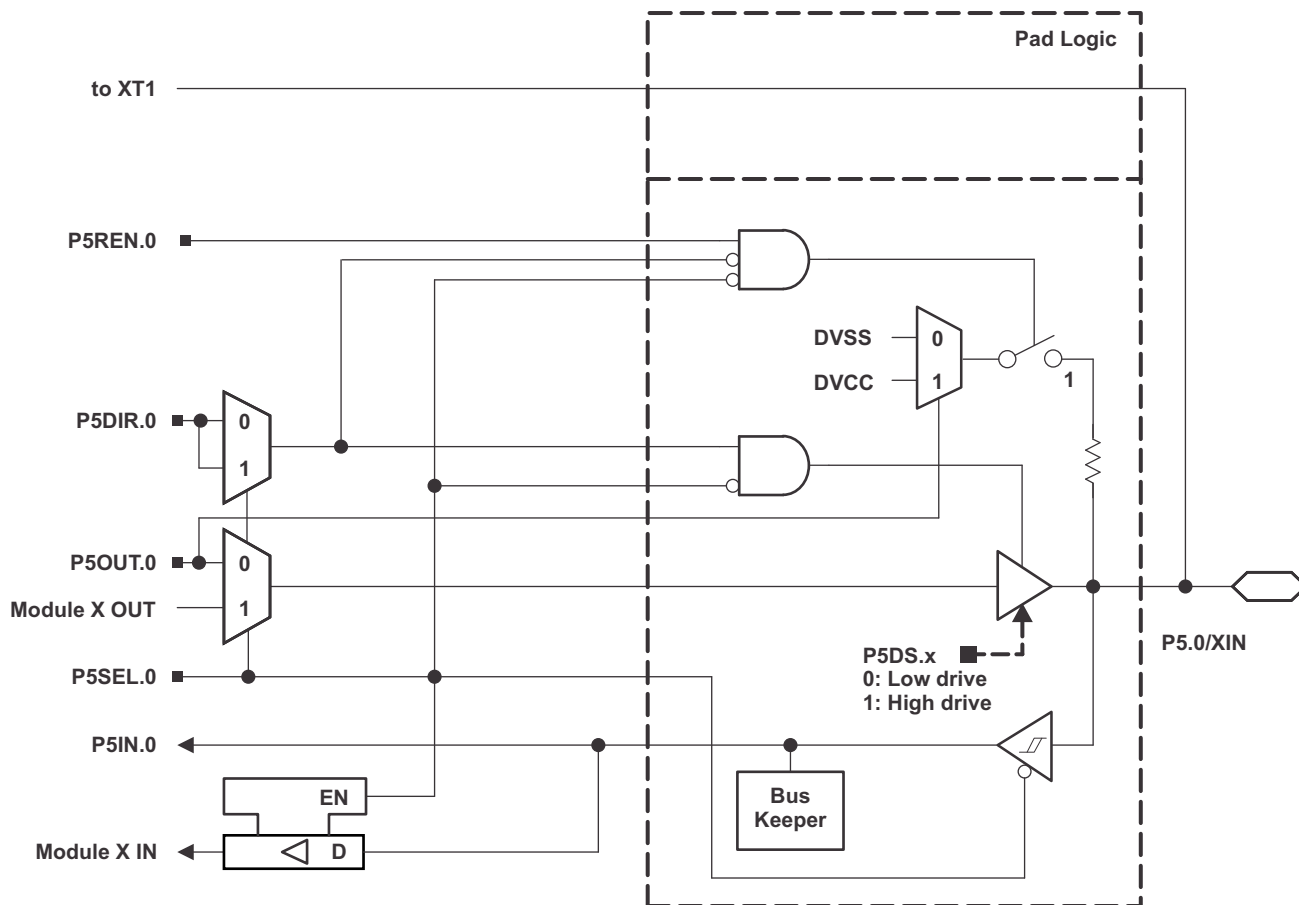 Pad Logic
to XT1
P5REN.0
DVSS
0
DVCC
1
1
P5DIR.0
0
1
P5OUT.0
0
Module X OUT
1
P5.0/XIN
P5DS.x
0: Low drive
1: High drive
P5SEL.0
P5IN.0
EN
Bus
Keeper
Module X IN
D